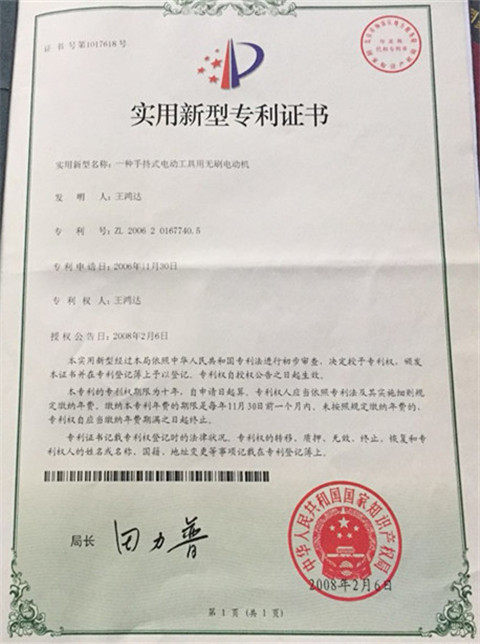 证书号第1017618号
实用新型专利证书
实用新型名称：一种手持式电动工具用无刷电动机
发明人：王鸿达
专利号：ZL 2006 2 0167740.5
专利申请日：2006年11月30日
专利权人：王鸿达
授权公告日：2008年2月6日
本实用新型经过本局依照中华人民共和国专利法进行初步审查，决定授予专利权，颁发
本证书并在专利登记簿上予以登记。专利权自授权公告之日起生效。
本专利的专利权期限为十年，自申请日起算。专利权人应当依照专利法及其实施细则规
定缴纳年费。缴纳本专利年费的期限是每年11月30日前一个月内。未按照规定缴纳年费的，
专利权自应当缴纳年费期满之日起终止。
专利证书记载专利权登记时的法律状况。专利权的转移、质押、无效、终止、恢复和专
利权人的姓名或名称、国籍、地址变更等事项记载在专利登记簿上。
局长 田力普
中华人民共和国国家知识产权局
2008年2月6日
第1页(共1页)